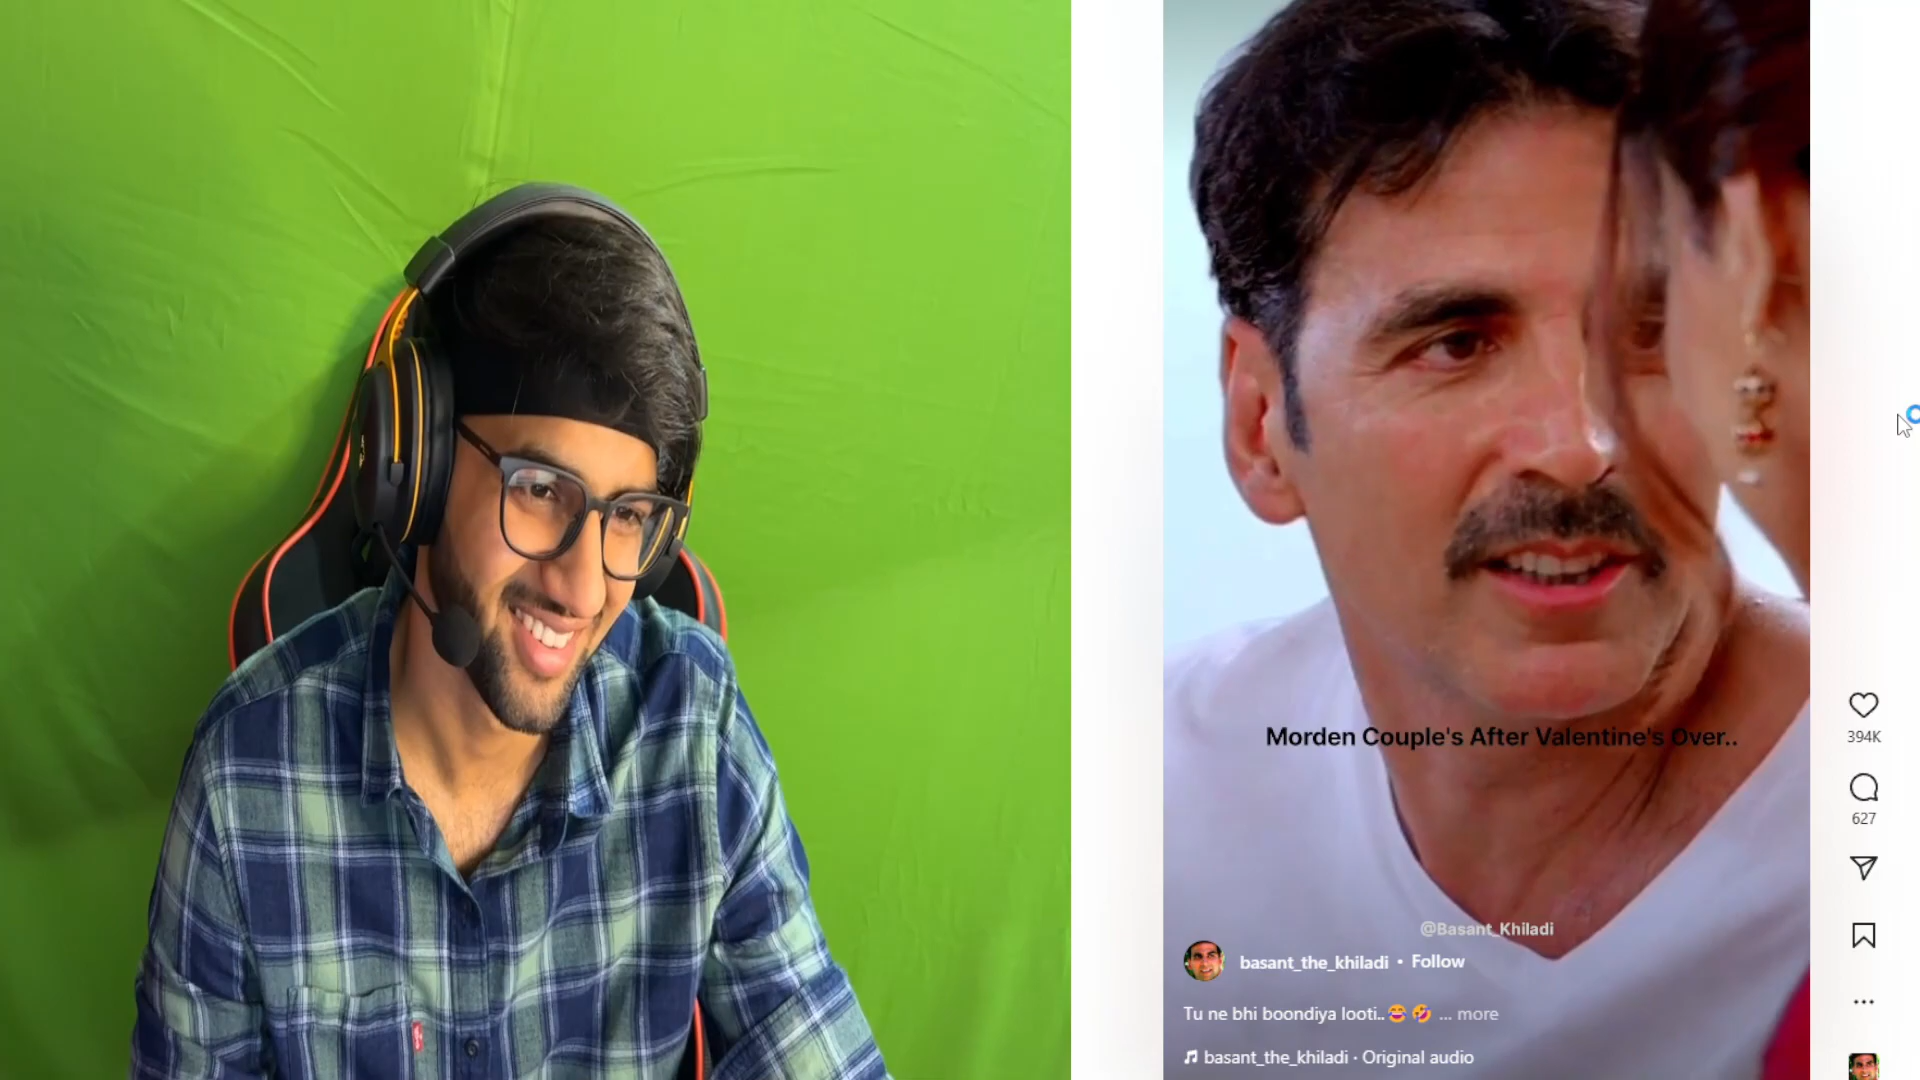 Morden Couple's After Valentine's Over..
394K
627
@Basant_Khiladi
basant_the_khiladi • Follow
Tu ne bhi boondiya looti..😂🤣 ... more
basant_the_khiladi · Original audio